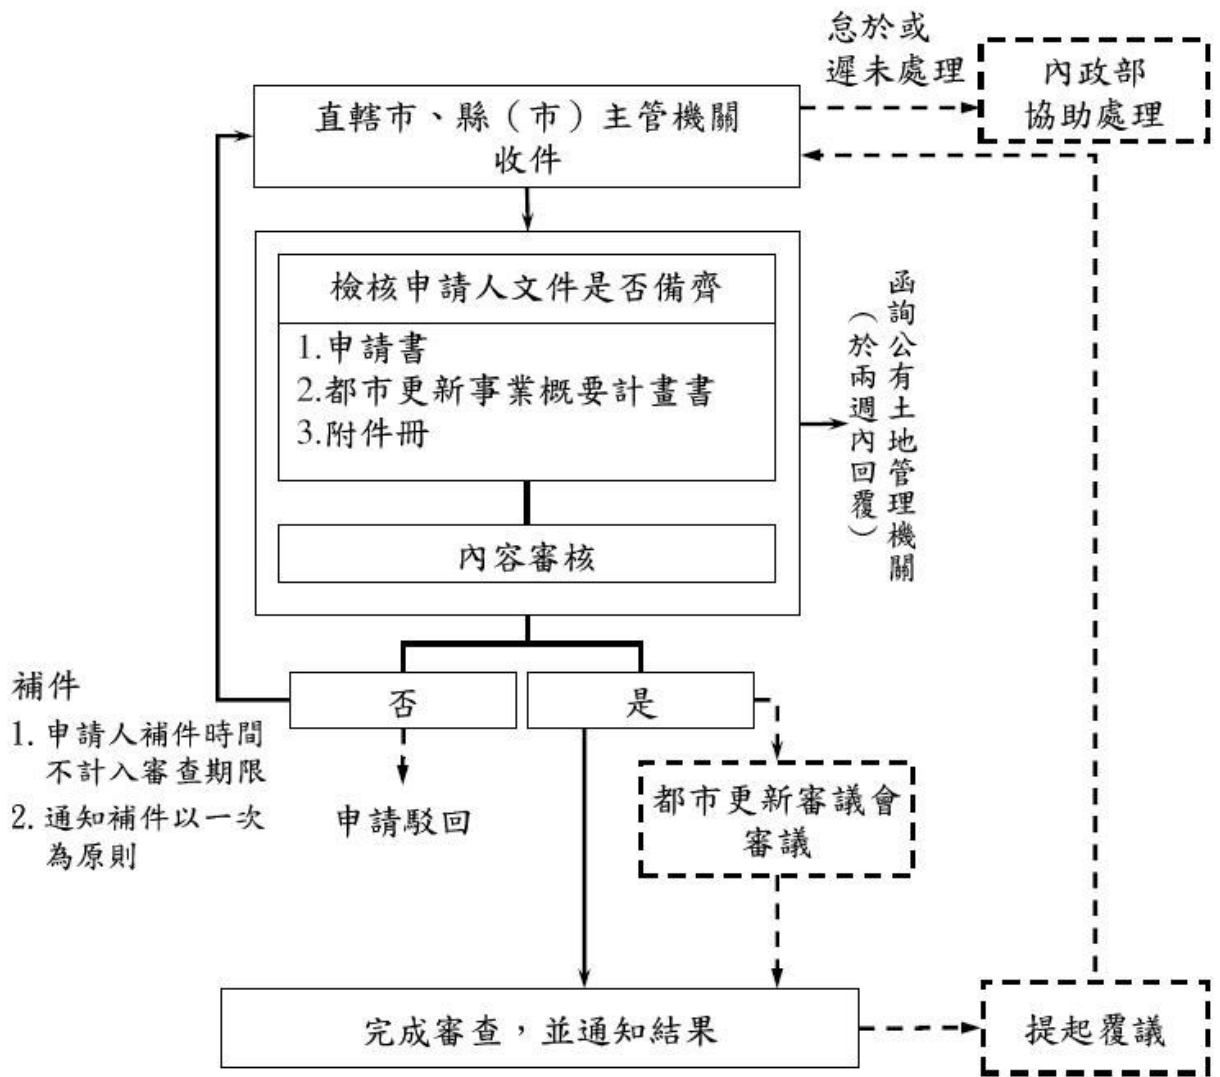 怠於或
遲未處理
內政部
協助處理
直轄市、縣（市）主管機關
收件
檢核申請人文件是否備齊
1.申請書
2.都市更新事業概要計畫書
3.附件冊
函詢公有土地管理機關
（於兩週內回覆）
內容審核
否
是
補件
1. 申請人補件時間
不計入審查期限
2. 通知補件以一次
為原則
申請駁回
都市更新審議會
審議
完成審查，並通知結果
提起覆議